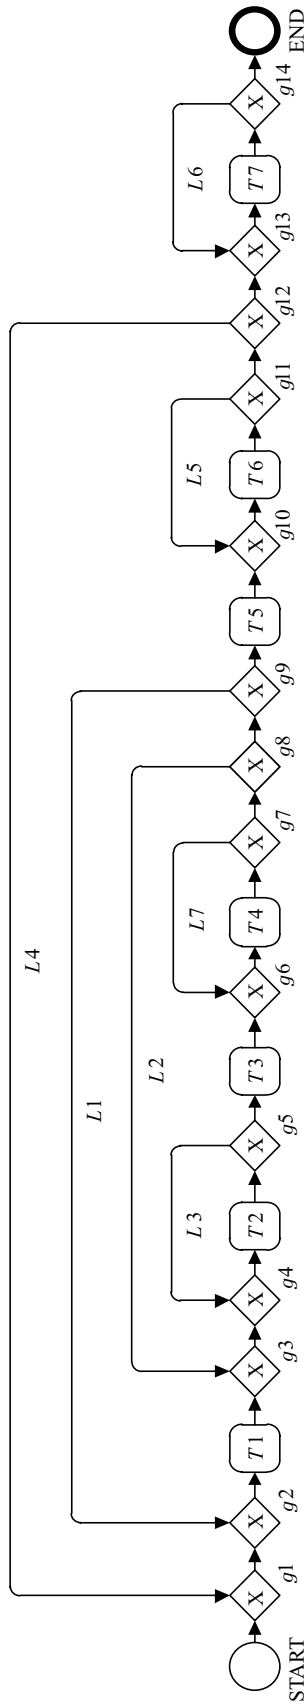 L4
L1
L2
L3
L7
L5
L6
START
X
g1
X
g2
T1
X
g3
X
g4
T2
X
g5
T3
X
g6
T4
X
g7
X
g8
X
g9
T5
X
g10
T6
X
g11
X
g12
X
g13
T7
X
g14
END